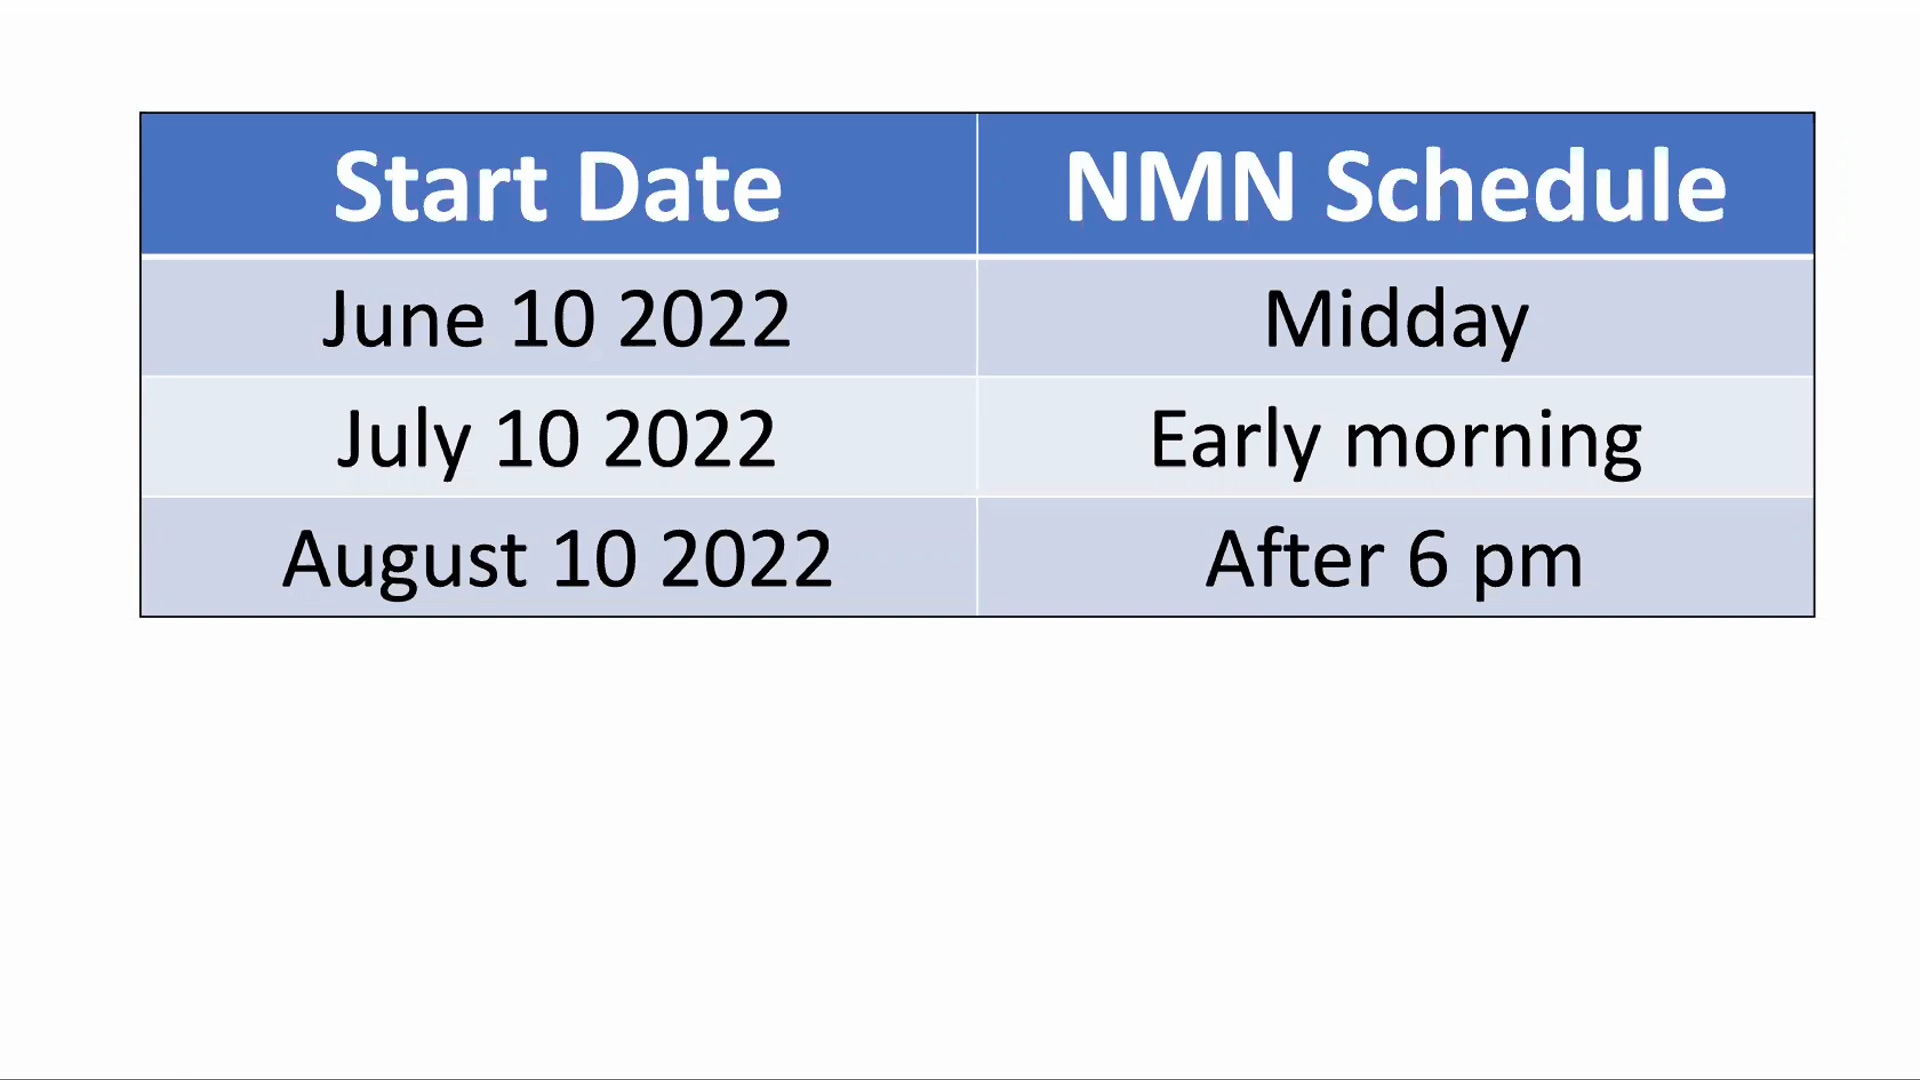 Start Date NMN Schedule
June 10 2022 Midday
July 10 2022 Early morning
August 10 2022 After 6 pm